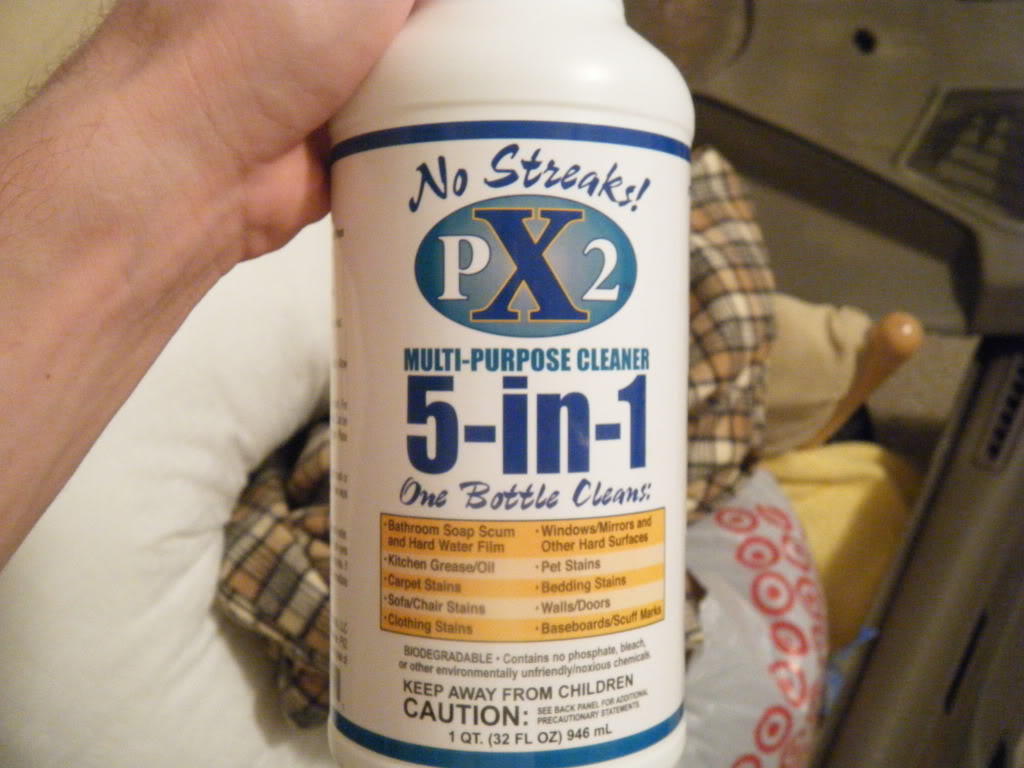 No Streaks!
PX2
MULTI-PURPOSE CLEANER
5-in-1
One Bottle Cleans:
• Bathroom Soap Scum
and Hard Water Film
• Kitchen Grease/Oil
• Carpet Stains
• Sofa/Chair Stains
• Clothing Stains
• Windows/Mirrors and
Other Hard Surfaces
• Pet Stains
• Bedding Stains
• Walls/Doors
• Baseboards/Scuff Marks
BIODEGRADABLE • Contains no phosphate, bleach,
or other environmentally unfriendly/noxious chemicals.
KEEP AWAY FROM CHILDREN
CAUTION: SEE BACK PANEL FOR ADDITIONAL
PRECAUTIONARY STATEMENTS.
1 QT. (32 FL OZ) 946 mL